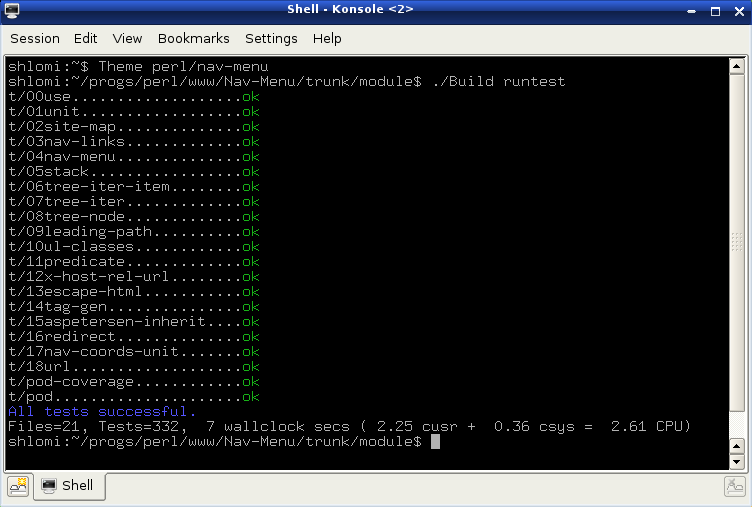 Shell - Konsole <2>
Session Edit View Bookmarks Settings Help
shlomi:~$ Theme perl/nav-menu
shlomi:~/progs/perl/www/Nav-Menu/trunk/module$ ./Build runtest
t/00use...................ok
t/01unit..................ok
t/02site-map..............ok
t/03nav-links.............ok
t/04nav-menu..............ok
t/05stack.................ok
t/06tree-iter-item........ok
t/07tree-iter.............ok
t/08tree-node.............ok
t/09leading-path..........ok
t/10ul-classes............ok
t/11predicate.............ok
t/12x-host-rel-url........ok
t/13escape-html...........ok
t/14tag-gen...............ok
t/15aspetersen-inherit....ok
t/16redirect..............ok
t/17nav-coords-unit.......ok
t/18url...................ok
t/pod-coverage............ok
t/pod.....................ok
All tests successful.
Files=21, Tests=332,  7 wallclock secs ( 2.25 cusr +  0.36 csys =  2.61 CPU)
shlomi:~/progs/perl/www/Nav-Menu/trunk/module$
Shell